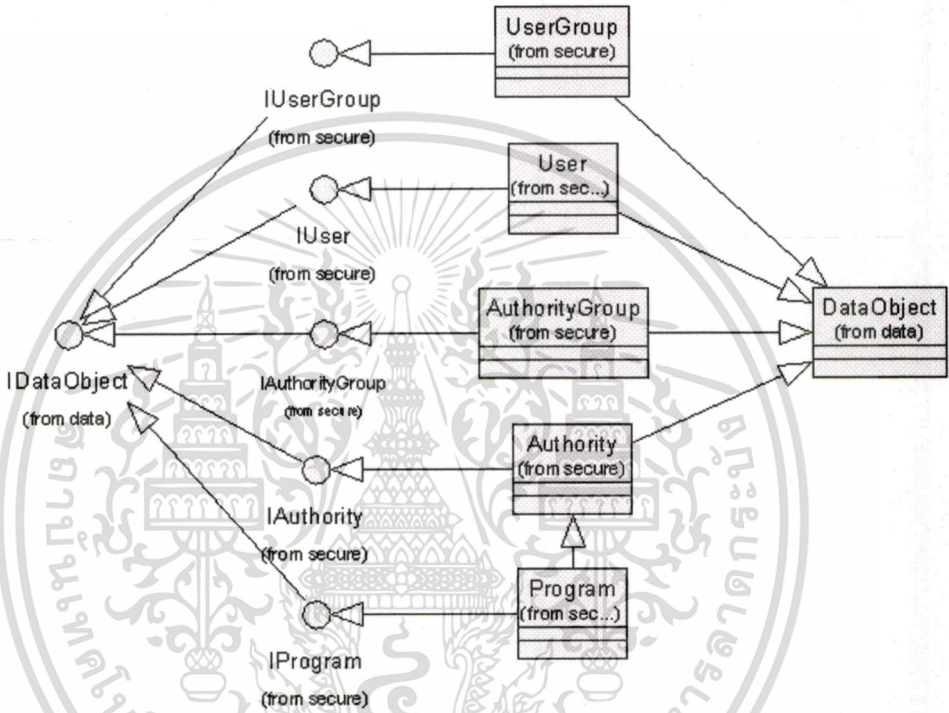 UserGroup
(from secure)
IUserGroup
(from secure)
User
(from sec...)
IUser
(from secure)
AuthorityGroup
(from secure)
DataObject
(from data)
IDataObject
(from data)
IAuthorityGroup
(from secure)
Authority
(from secure)
IAuthority
(from secure)
Program
(from sec...)
IProgram
(from secure)